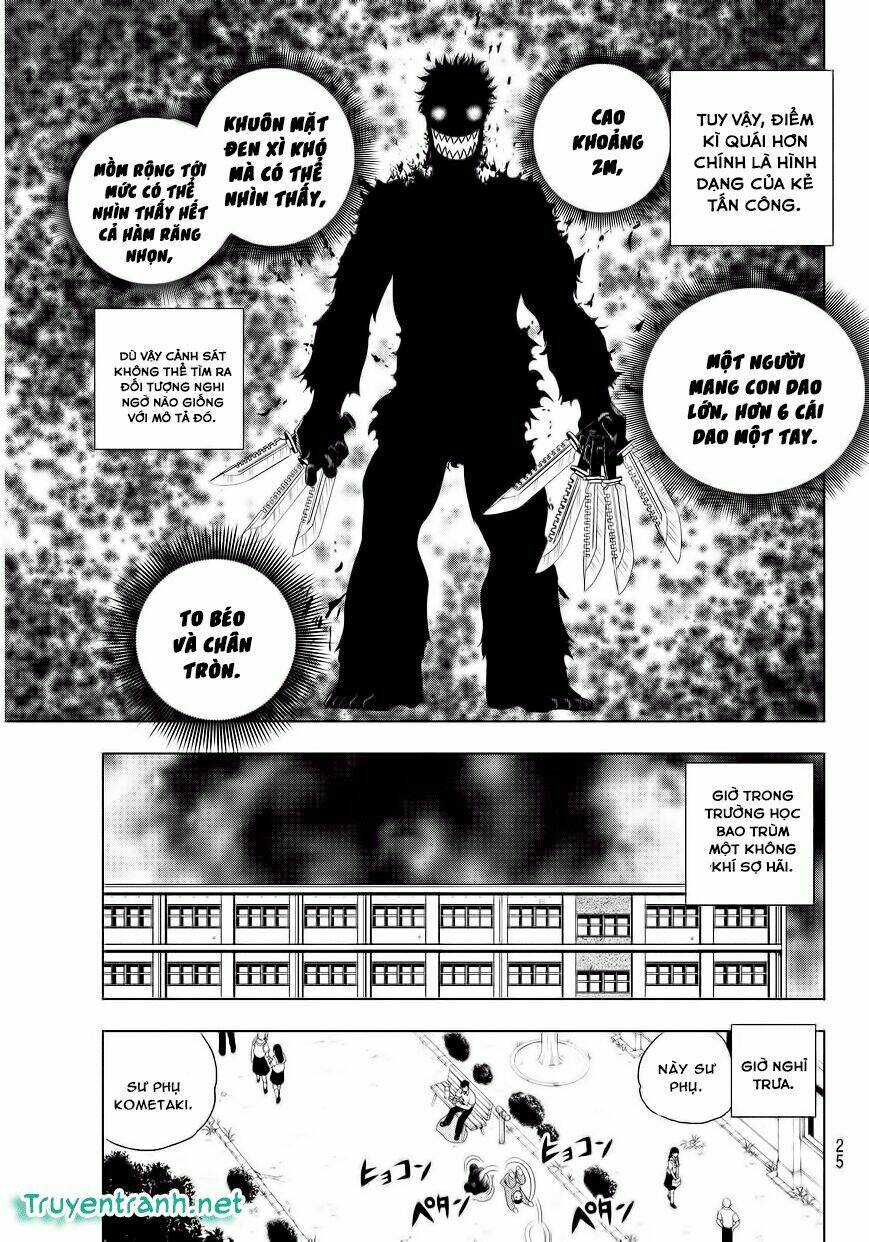 TUY VẬY, ĐIỂM
KÌ QUÁI HƠN
CHÍNH LÀ HÌNH
DẠNG CỦA KẺ
TẤN CÔNG.
CAO
KHOẢNG
2M,
KHUÔN MẶT
ĐEN XÌ KHÓ
MÀ CÓ THỂ
NHÌN THẤY,
MỒM RỘNG TỚI
MỨC CÓ THỂ
NHÌN THẤY HẾT
CẢ HÀM RĂNG
NHỌN,
MỘT NGƯỜI
MANG CON DAO
LỚN, HƠN 6 CÁI
DAO MỘT TAY.
DÙ VẬY CẢNH SÁT
KHÔNG THỂ TÌM RA
ĐỐI TƯỢNG NGHI
NGỜ NÀO GIỐNG
VỚI MÔ TẢ ĐÓ.
TO BÉO
VÀ CHÂN
TRÒN.
GIỜ TRONG
TRƯỜNG HỌC
BAO TRÙM
MỘT KHÔNG
KHÍ SỢ HÃI.
GIỜ NGHỈ
TRƯA.
NÀY SƯ
PHỤ.
SƯ PHỤ
KOMETAKI.
ヒョコン
ペタン
ヒョコン
ペタン
25
Truyentranh.net